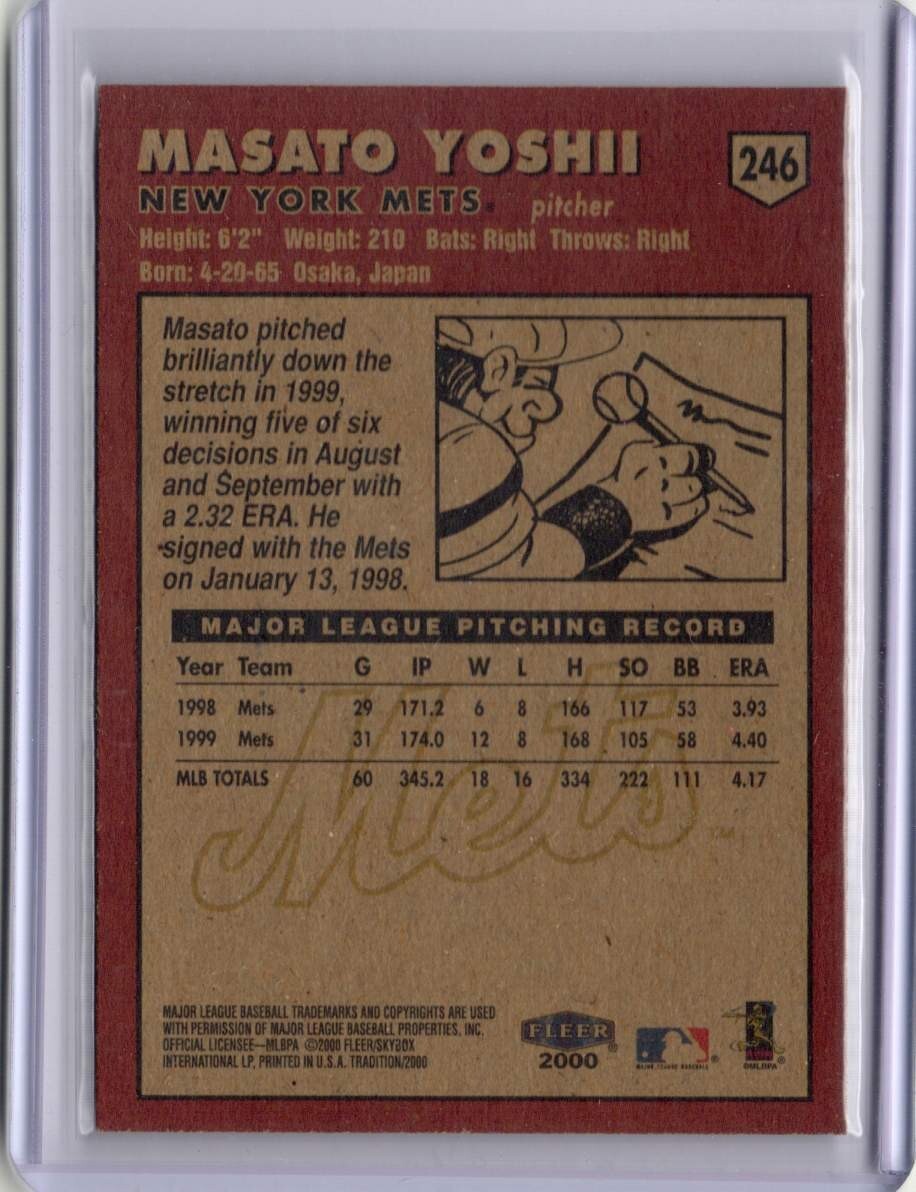 MASATO YOSHII
246
NEW YORK METS pitcher
Height: 6'2" Weight: 210 Bats: Right Throws: Right
Born: 4-20-65 Osaka, Japan
Masato pitched
brilliantly down the
stretch in 1999,
winning five of six
decisions in August
and September with
a 2.32 ERA. He
signed with the Mets
on January 13, 1998.
MAJOR LEAGUE PITCHING RECORD
Year Team G IP W L H SO BB ERA
1998 Mets 29 171.2 6 8 166 117 53 3.93
1999 Mets 31 174.0 12 8 168 105 58 4.40
MLB TOTALS 60 345.2 18 16 334 222 111 4.17
Mets
MAJOR LEAGUE BASEBALL TRADEMARKS AND COPYRIGHTS ARE USED
WITH PERMISSION OF MAJOR LEAGUE BASEBALL PROPERTIES, INC.
OFFICIAL LICENSEE—MLBPA ©2000 FLEER/SKYBOX
INTERNATIONAL LP, PRINTED IN U.S.A. TRADITION/2000
FLEER®
2000
MAJOR LEAGUE BASEBALL ®
©MLBPA